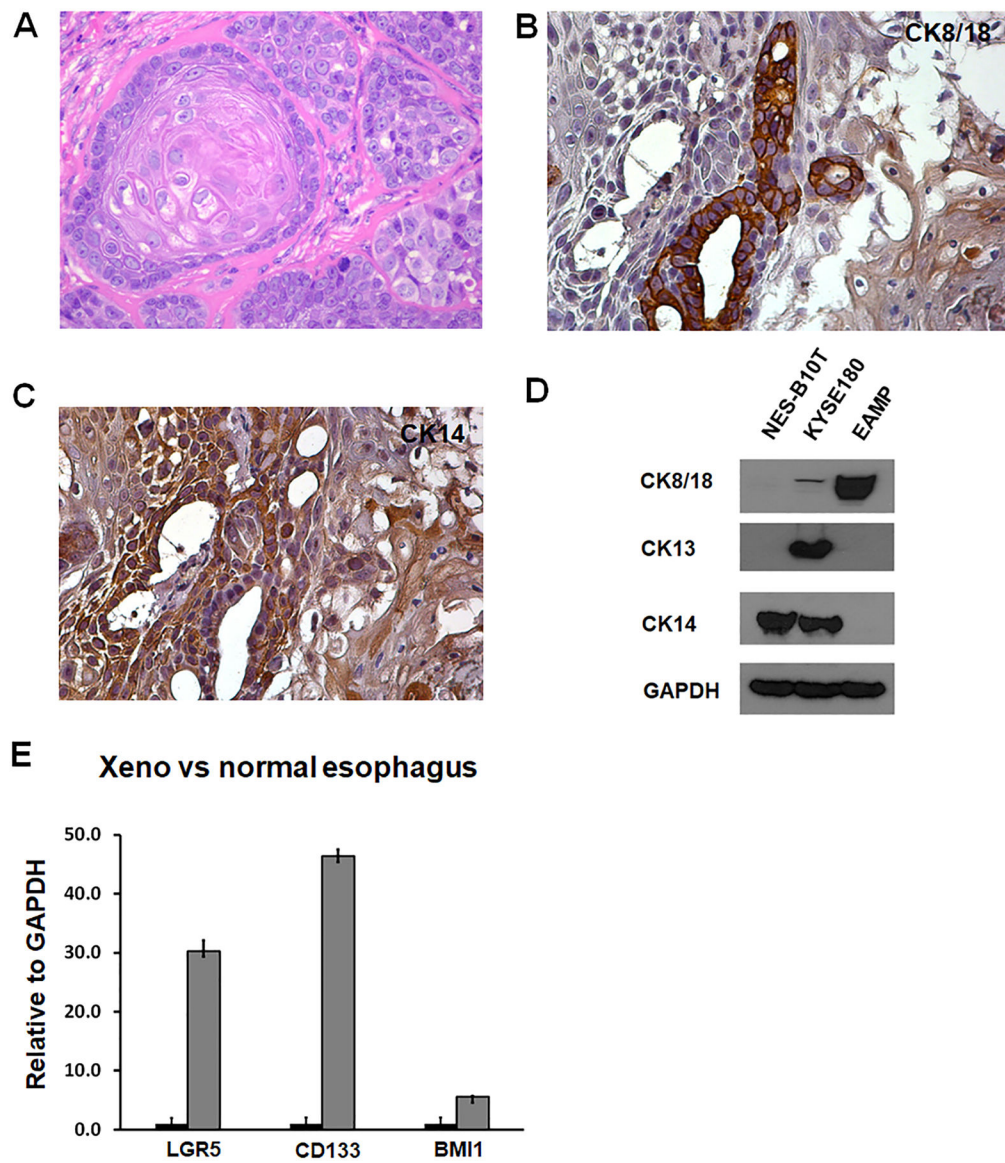 A
B
CK8/18
C
CK14
D
NES-B10T
KYSE180
EAMP
CK8/18
CK13
CK14
GAPDH
E
Xeno vs normal esophagus
Relative to GAPDH
50.0
40.0
30.0
20.0
10.0
0.0
LGR5
CD133
BMI1